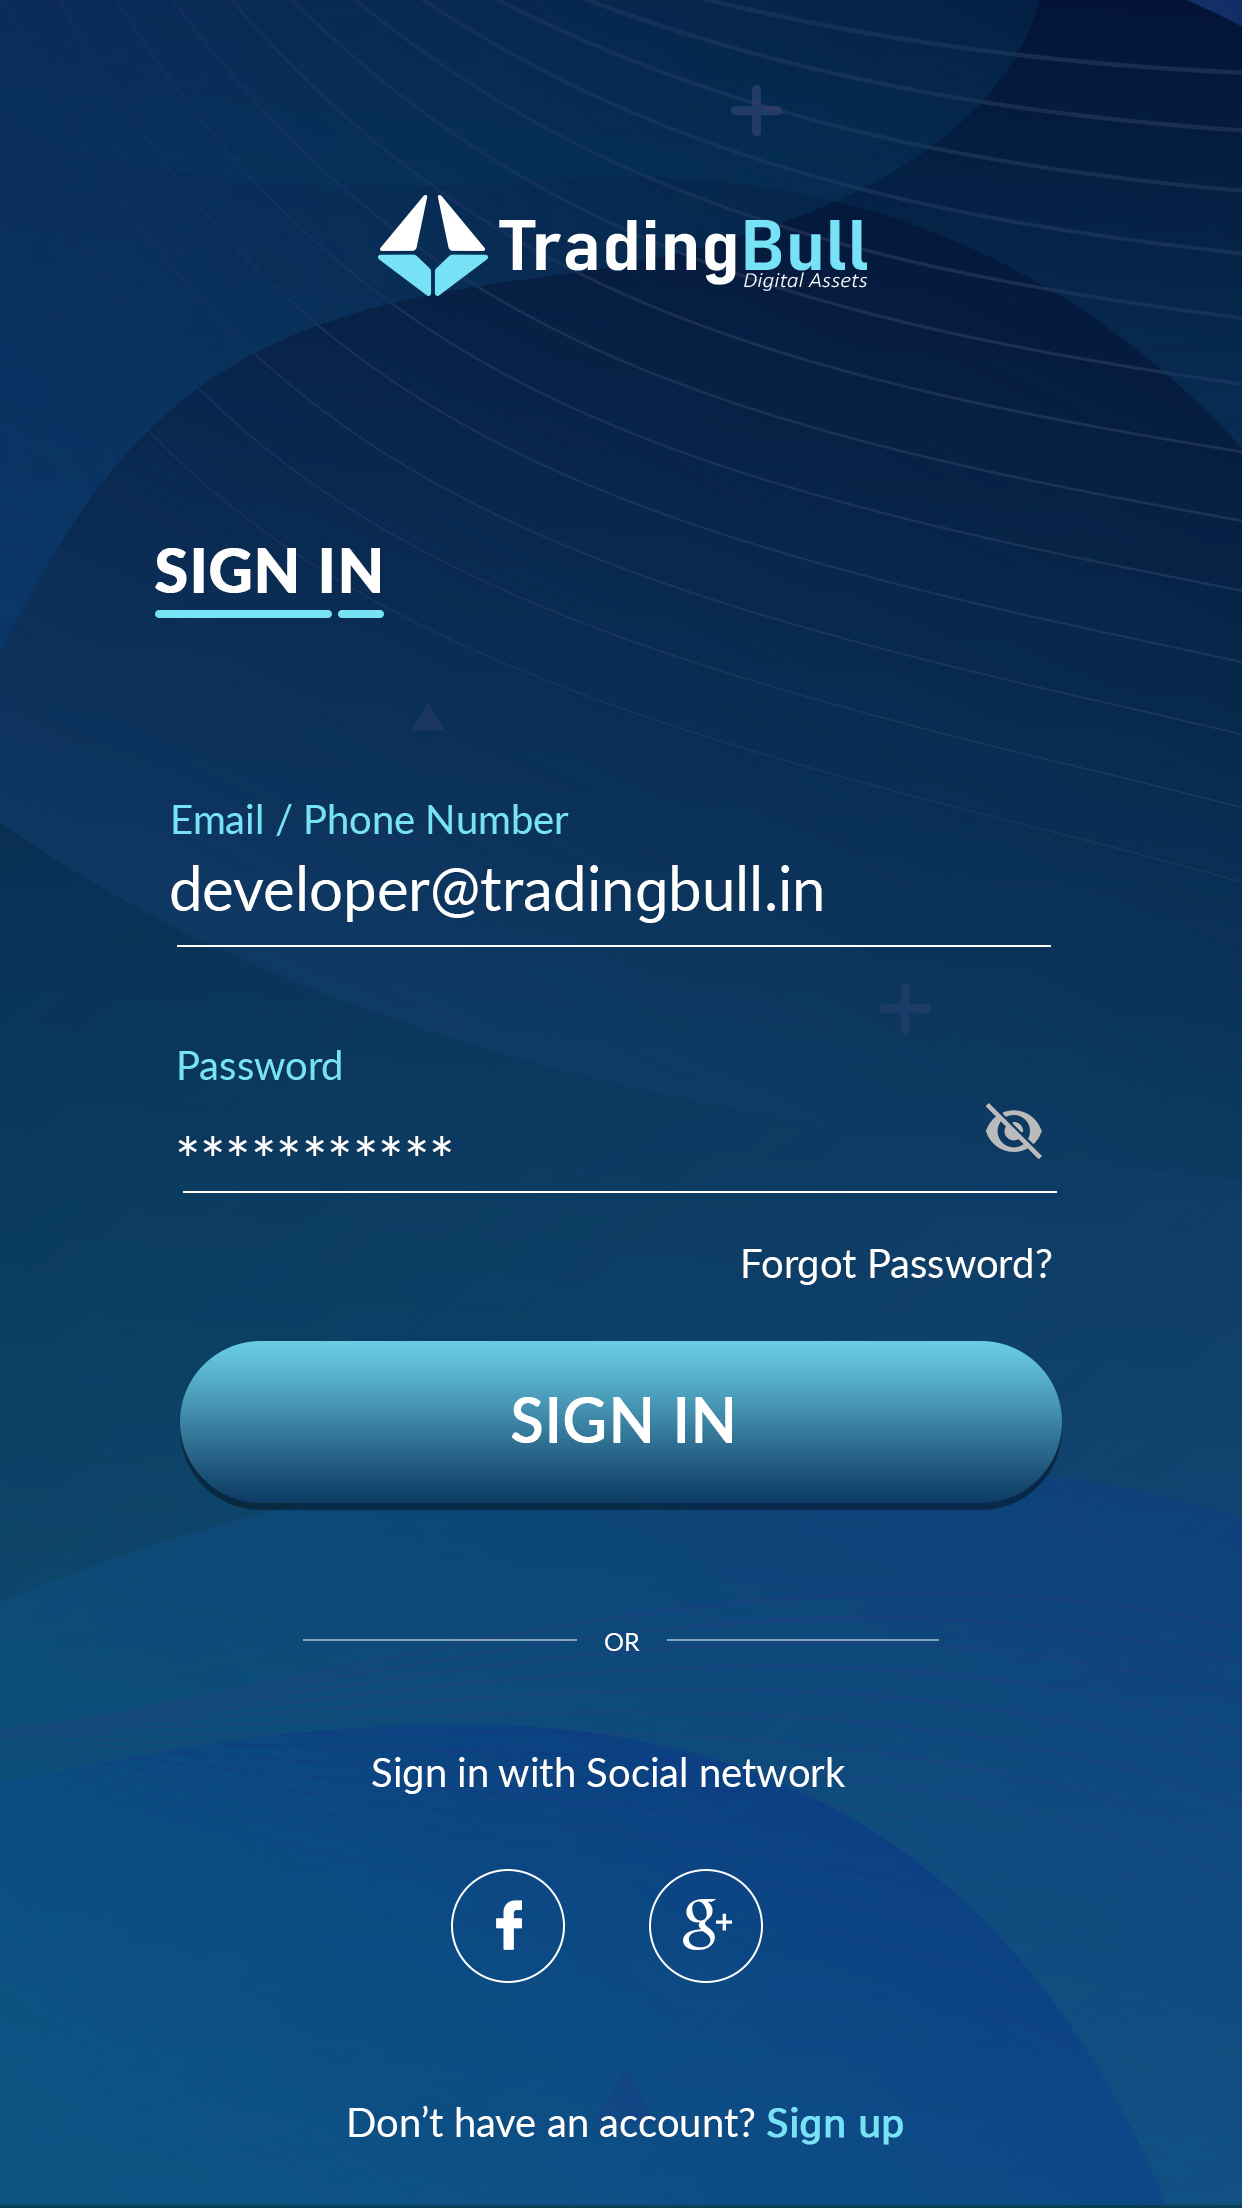 TradingBull
Digital Assets
SIGN IN
Email / Phone Number
developer@tradingbull.in
Password
***********
Forgot Password?
SIGN IN
OR
Sign in with Social network
f g+
Don’t have an account? Sign up